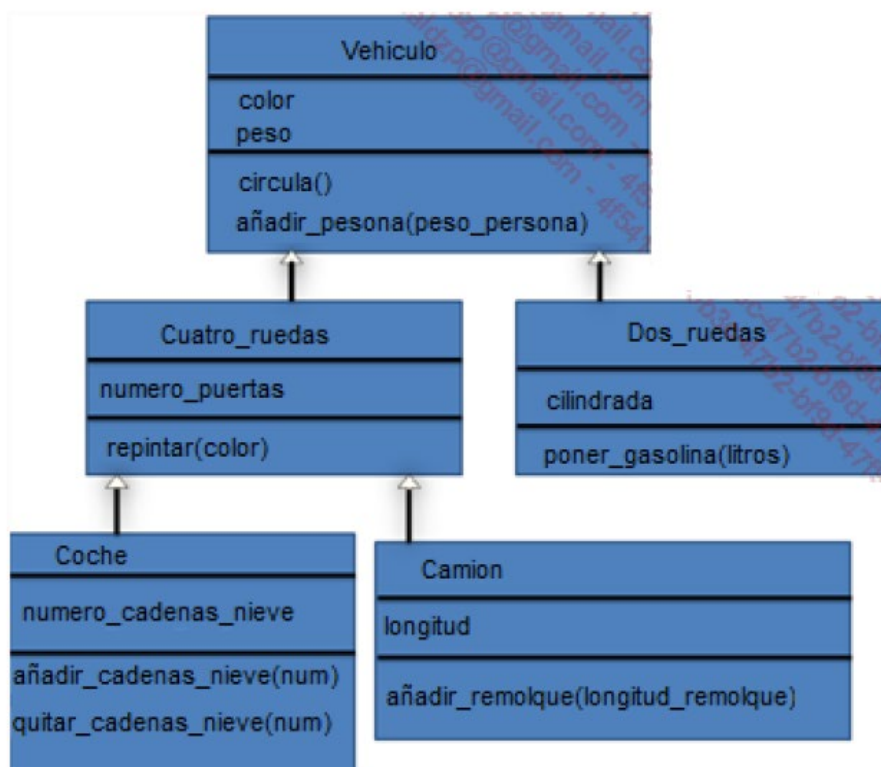 Vehiculo
color
peso
circula()
añadir_pesona(peso_persona)
Cuatro_ruedas
numero_puertas
repintar(color)
Dos_ruedas
cilindrada
poner_gasolina(litros)
Coche
numero_cadenas_nieve
añadir_cadenas_nieve(num)
quitar_cadenas_nieve(num)
Camion
longitud
añadir_remolque(longitud_remolque)